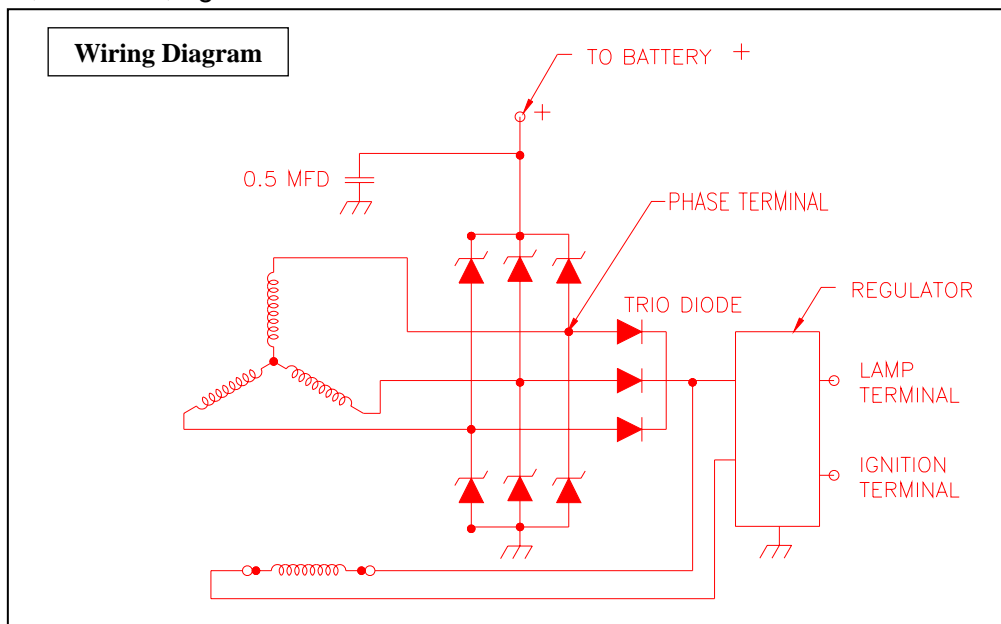 Wiring Diagram
TO BATTERY +
+
0.5 MFD
PHASE TERMINAL
TRIO DIODE
REGULATOR
LAMP
TERMINAL
IGNITION
TERMINAL